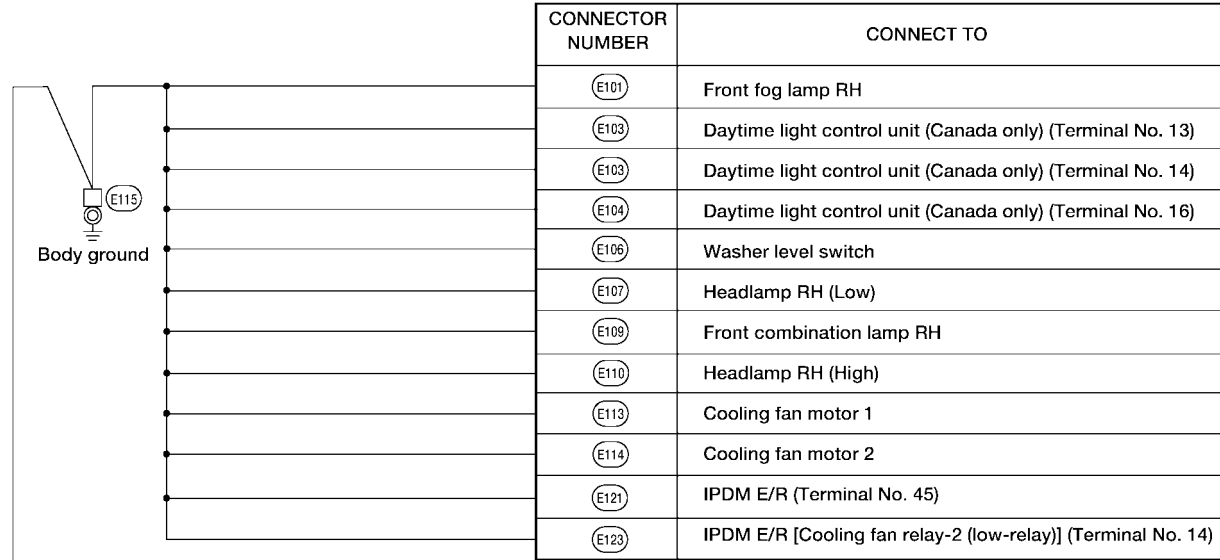 CONNECTOR
NUMBER
CONNECT TO
E101
Front fog lamp RH
E103
Daytime light control unit (Canada only) (Terminal No. 13)
E103
Daytime light control unit (Canada only) (Terminal No. 14)
E115
E104
Daytime light control unit (Canada only) (Terminal No. 16)
Body ground
E106
Washer level switch
E107
Headlamp RH (Low)
E109
Front combination lamp RH
E110
Headlamp RH (High)
E113
Cooling fan motor 1
E114
Cooling fan motor 2
E121
IPDM E/R (Terminal No. 45)
E123
IPDM E/R [Cooling fan relay-2 (low-relay)] (Terminal No. 14)